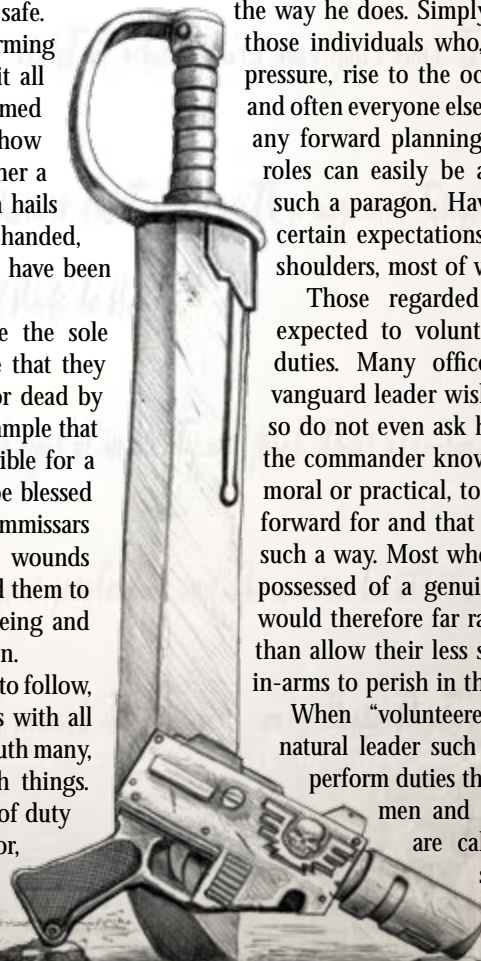 safe.
rming
it all
med
how
her a
n hails
handed,
have been
e the sole
e that they
or dead by
ample that
ible for a
be blessed
mmissars
wounds
d them to
eing and
n.
to follow,
s with all
uth many,
h things.
of duty
or,
the way he does. Simply
those individuals who,
pressure, rise to the oc
and often everyone else
any forward planning
roles can easily be a
such a paragon. Hav
certain expectations
shoulders, most of w
Those regarded
expected to volunt
duties. Many offic
vanguard leader wish
so do not even ask h
the commander know
moral or practical, to
forward for and that
such a way. Most who
possessed of a genui
would therefore far ra
than allow their less s
in-arms to perish in th
When “volunteere
natural leader such
perform duties th
men and
are cal